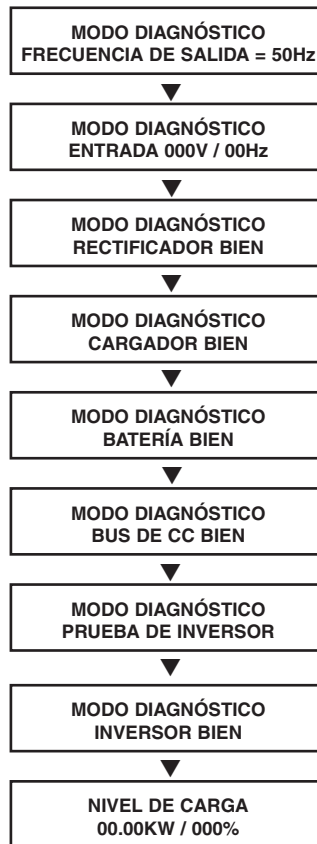 MODO DIAGNÓSTICO
FRECUENCIA DE SALIDA = 50Hz
MODO DIAGNÓSTICO
ENTRADA 000V / 00Hz
MODO DIAGNÓSTICO
RECTIFICADOR BIEN
MODO DIAGNÓSTICO
CARGADOR BIEN
MODO DIAGNÓSTICO
BATERÍA BIEN
MODO DIAGNÓSTICO
BUS DE CC BIEN
MODO DIAGNÓSTICO
PRUEBA DE INVERSOR
MODO DIAGNÓSTICO
INVERSOR BIEN
NIVEL DE CARGA
00.00KW / 000%